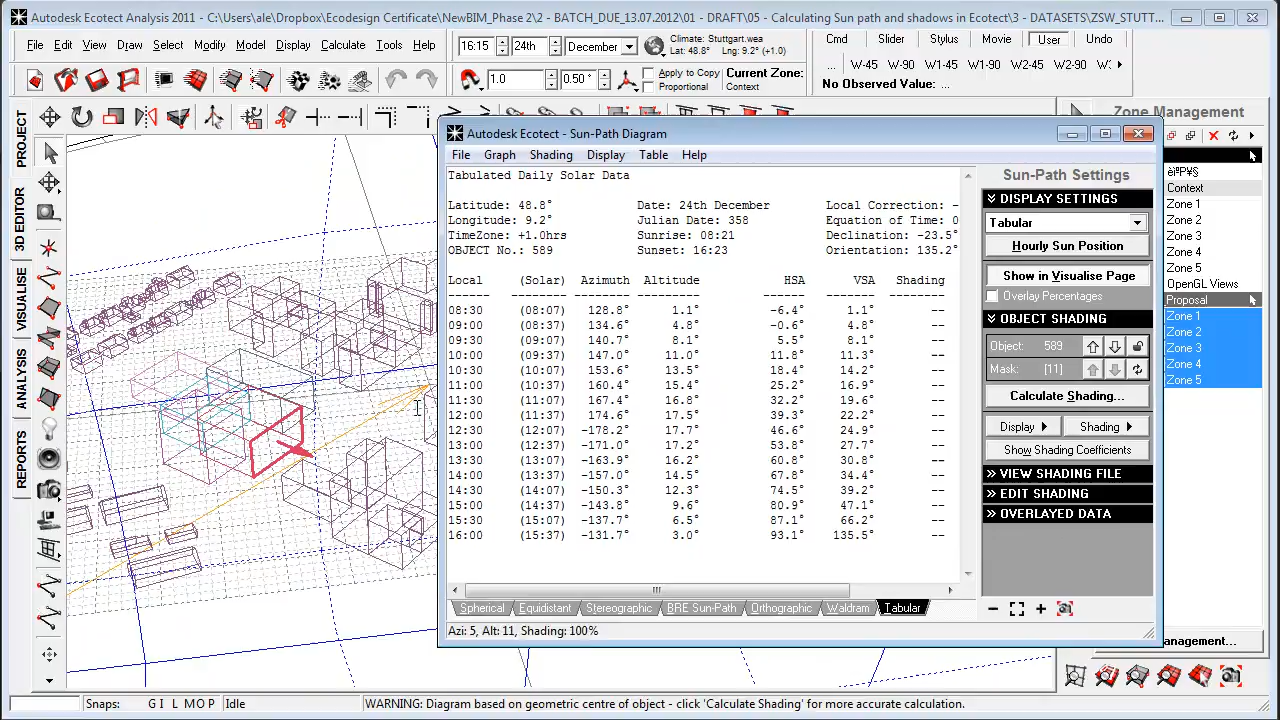 Autodesk Ecotect Analysis 2011 - C:\Users\ale\Dropbox\Ecodesign Certificate\NewBIM_Phase 2\2 - BATCH_DUE_13.07.2012\01 - DRAFT\05 - Calculating Sun path and shadows in Ecotect\3 - DATASETS\ZSW_STUTT...
File Edit View Draw Select Modify Model Display Calculate Tools Help
16:15 24th December
Climate: Stuttgart.wea
Lat: 48.8° Lng: 9.2° (+1.0)
Cmd Slider Stylus Movie User Undo
... W-45 W-90 W1-45 W1-90 W2-45 W2-90
1.0 0.50 °
Apply to Copy
Proportional
Current Zone:
Context
No Observed Value: ...
PROJECT
3D EDITOR
VISUALISE
ANALYSIS
REPORTS
Zone Management
Context
Zone 1
Zone 2
Zone 3
Zone 4
Zone 5
OpenGL Views
Proposal
Zone 1
Zone 2
Zone 3
Zone 4
Zone 5
anagement...
Autodesk Ecotect - Sun-Path Diagram
File Graph Shading Display Table Help
Tabulated Daily Solar Data
Latitude: 48.8° Date: 24th December Local Correction: -
Longitude: 9.2° Julian Date: 358 Equation of Time: 0
TimeZone: +1.0hrs Sunrise: 08:21 Declination: -23.5°
OBJECT No.: 589 Sunset: 16:23 Orientation: 135.2°
Local (Solar) Azimuth Altitude HSA VSA Shading
08:30 (08:07) 128.8° 1.1° -6.4° 1.1° --
09:00 (08:37) 134.6° 4.8° -0.6° 4.8° --
09:30 (09:07) 140.7° 8.1° 5.5° 8.1° --
10:00 (09:37) 147.0° 11.0° 11.8° 11.3° --
10:30 (10:07) 153.6° 13.5° 18.4° 14.2° --
11:00 (10:37) 160.4° 15.4° 25.2° 16.9° --
11:30 (11:07) 167.4° 16.8° 32.2° 19.6° --
12:00 (11:37) 174.6° 17.5° 39.3° 22.2° --
12:30 (12:07) -178.2° 17.7° 46.6° 24.9° --
13:00 (12:37) -171.0° 17.2° 53.8° 27.7° --
13:30 (13:07) -163.9° 16.2° 60.8° 30.8° --
14:00 (13:37) -157.0° 14.5° 67.8° 34.4° --
14:30 (14:07) -150.3° 12.3° 74.5° 39.2° --
15:00 (14:37) -143.8° 9.6° 80.9° 47.1° --
15:30 (15:07) -137.7° 6.5° 87.1° 66.2° --
16:00 (15:37) -131.7° 3.0° 93.1° 135.5° --
Spherical Equidistant Stereographic BRE Sun-Path Orthographic Waldram Tabular
Azi: 5, Alt: 11, Shading: 100%
Sun-Path Settings
DISPLAY SETTINGS
Tabular
Hourly Sun Position
Show in Visualise Page
Overlay Percentages
OBJECT SHADING
Object: 589
Mask: [11]
Calculate Shading...
Display Shading
Show Shading Coefficients
VIEW SHADING FILE
EDIT SHADING
OVERLAYED DATA
Snaps: G I L M O P Idle WARNING: Diagram based on geometric centre of object - click 'Calculate Shading' for more accurate calculation.